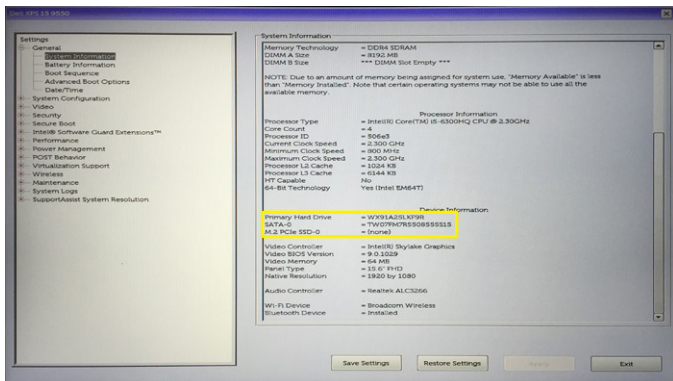 Dell XPS 15 9550
Settings
General
System Information
Battery Information
Boot Sequence
Advanced Boot Options
Date/Time
System Configuration
Video
Security
Secure Boot
Intel® Software Guard Extensions™
Performance
Power Management
POST Behavior
Virtualization Support
Wireless
Maintenance
System Logs
SupportAssist System Resolution
System Information
Memory Technology = DDR4 SDRAM
DIMM A Size = 8192 MB
DIMM B Size *** DIMM Slot Empty ***
NOTE: Due to an amount of memory being assigned for system use, "Memory Available" is less
than "Memory Installed". Note that certain operating systems may not be able to use all the
available memory.
Processor Information
Processor Type = Intel(R) Core(TM) i5-6300HQ CPU @ 2.30GHz
Core Count = 4
Processor ID = 506e3
Current Clock Speed = 2.300 GHz
Minimum Clock Speed = 800 MHz
Maximum Clock Speed = 2.300 GHz
Processor L2 Cache = 1024 KB
Processor L3 Cache = 6144 KB
HT Capable No
64-Bit Technology Yes (Intel EM64T)
Device Information
Primary Hard Drive = WX91A25LXF9R
SATA-0 = TW07FM7R5508555515
M.2 PCIe SSD-0 = (none)
Video Controller = Intel(R) Skylake Graphics
Video BIOS Version = 9.0.1029
Video Memory = 64 MB
Panel Type = 15.6" FHD
Native Resolution = 1920 by 1080
Audio Controller = Realtek ALC3266
Wi-Fi Device = Broadcom Wireless
Bluetooth Device = Installed
Save Settings
Restore Settings
Apply
Exit